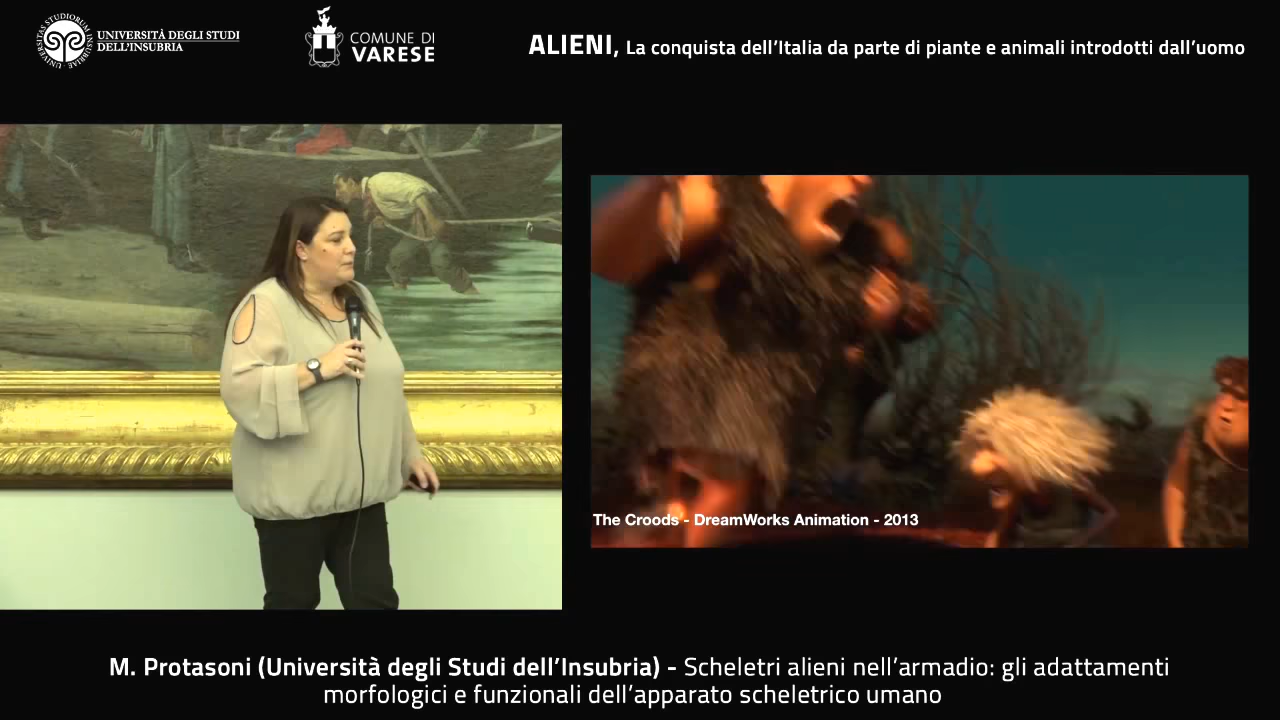 UNIVERSITÀ DEGLI STUDI
DELL'INSUBRIA
COMUNE DI
VARESE
ALIENI, La conquista dell'Italia da parte di piante e animali introdotti dall'uomo
The Croods - DreamWorks Animation - 2013
M. Protasoni (Università degli Studi dell'Insubria) - Scheletri alieni nell'armadio: gli adattamenti
morfologici e funzionali dell'apparato scheletrico umano